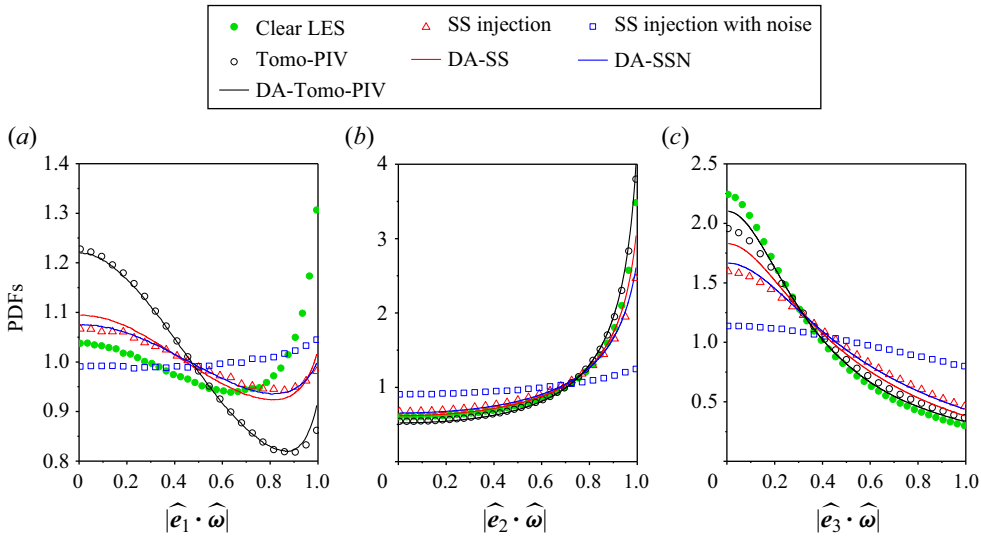 Clear LES SS injection SS injection with noise
Tomo-PIV DA-SS DA-SSN
DA-Tomo-PIV
(a) (b) (c)
1.4 4 2.5
1.3 2.0
3
1.2
1.5
PDFs 1.1 2
1.0 1.0
1
0.9 0.5
0.8
0 0.2 0.4 0.6 0.8 1.0 0 0.2 0.4 0.6 0.8 1.0 0 0.2 0.4 0.6 0.8 1.0
|ê₁ · ω̂| |ê₂ · ω̂| |ê₃ · ω̂|